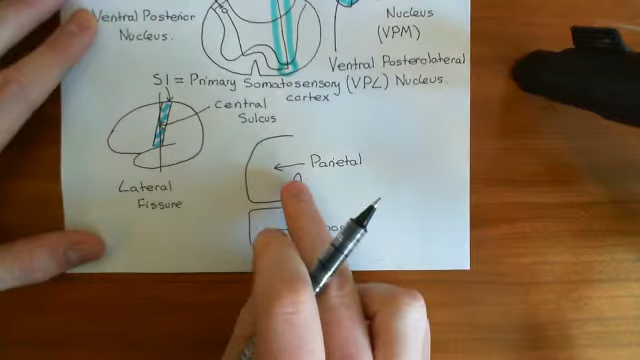 Ventral Posterior
Nucleus.
Nucleus
(VPM)
Ventral Posterolateral
(VPL) Nucleus.
S1 = Primary Somatosensory
cortex
Central
Sulcus
Lateral
Fissure
Parietal